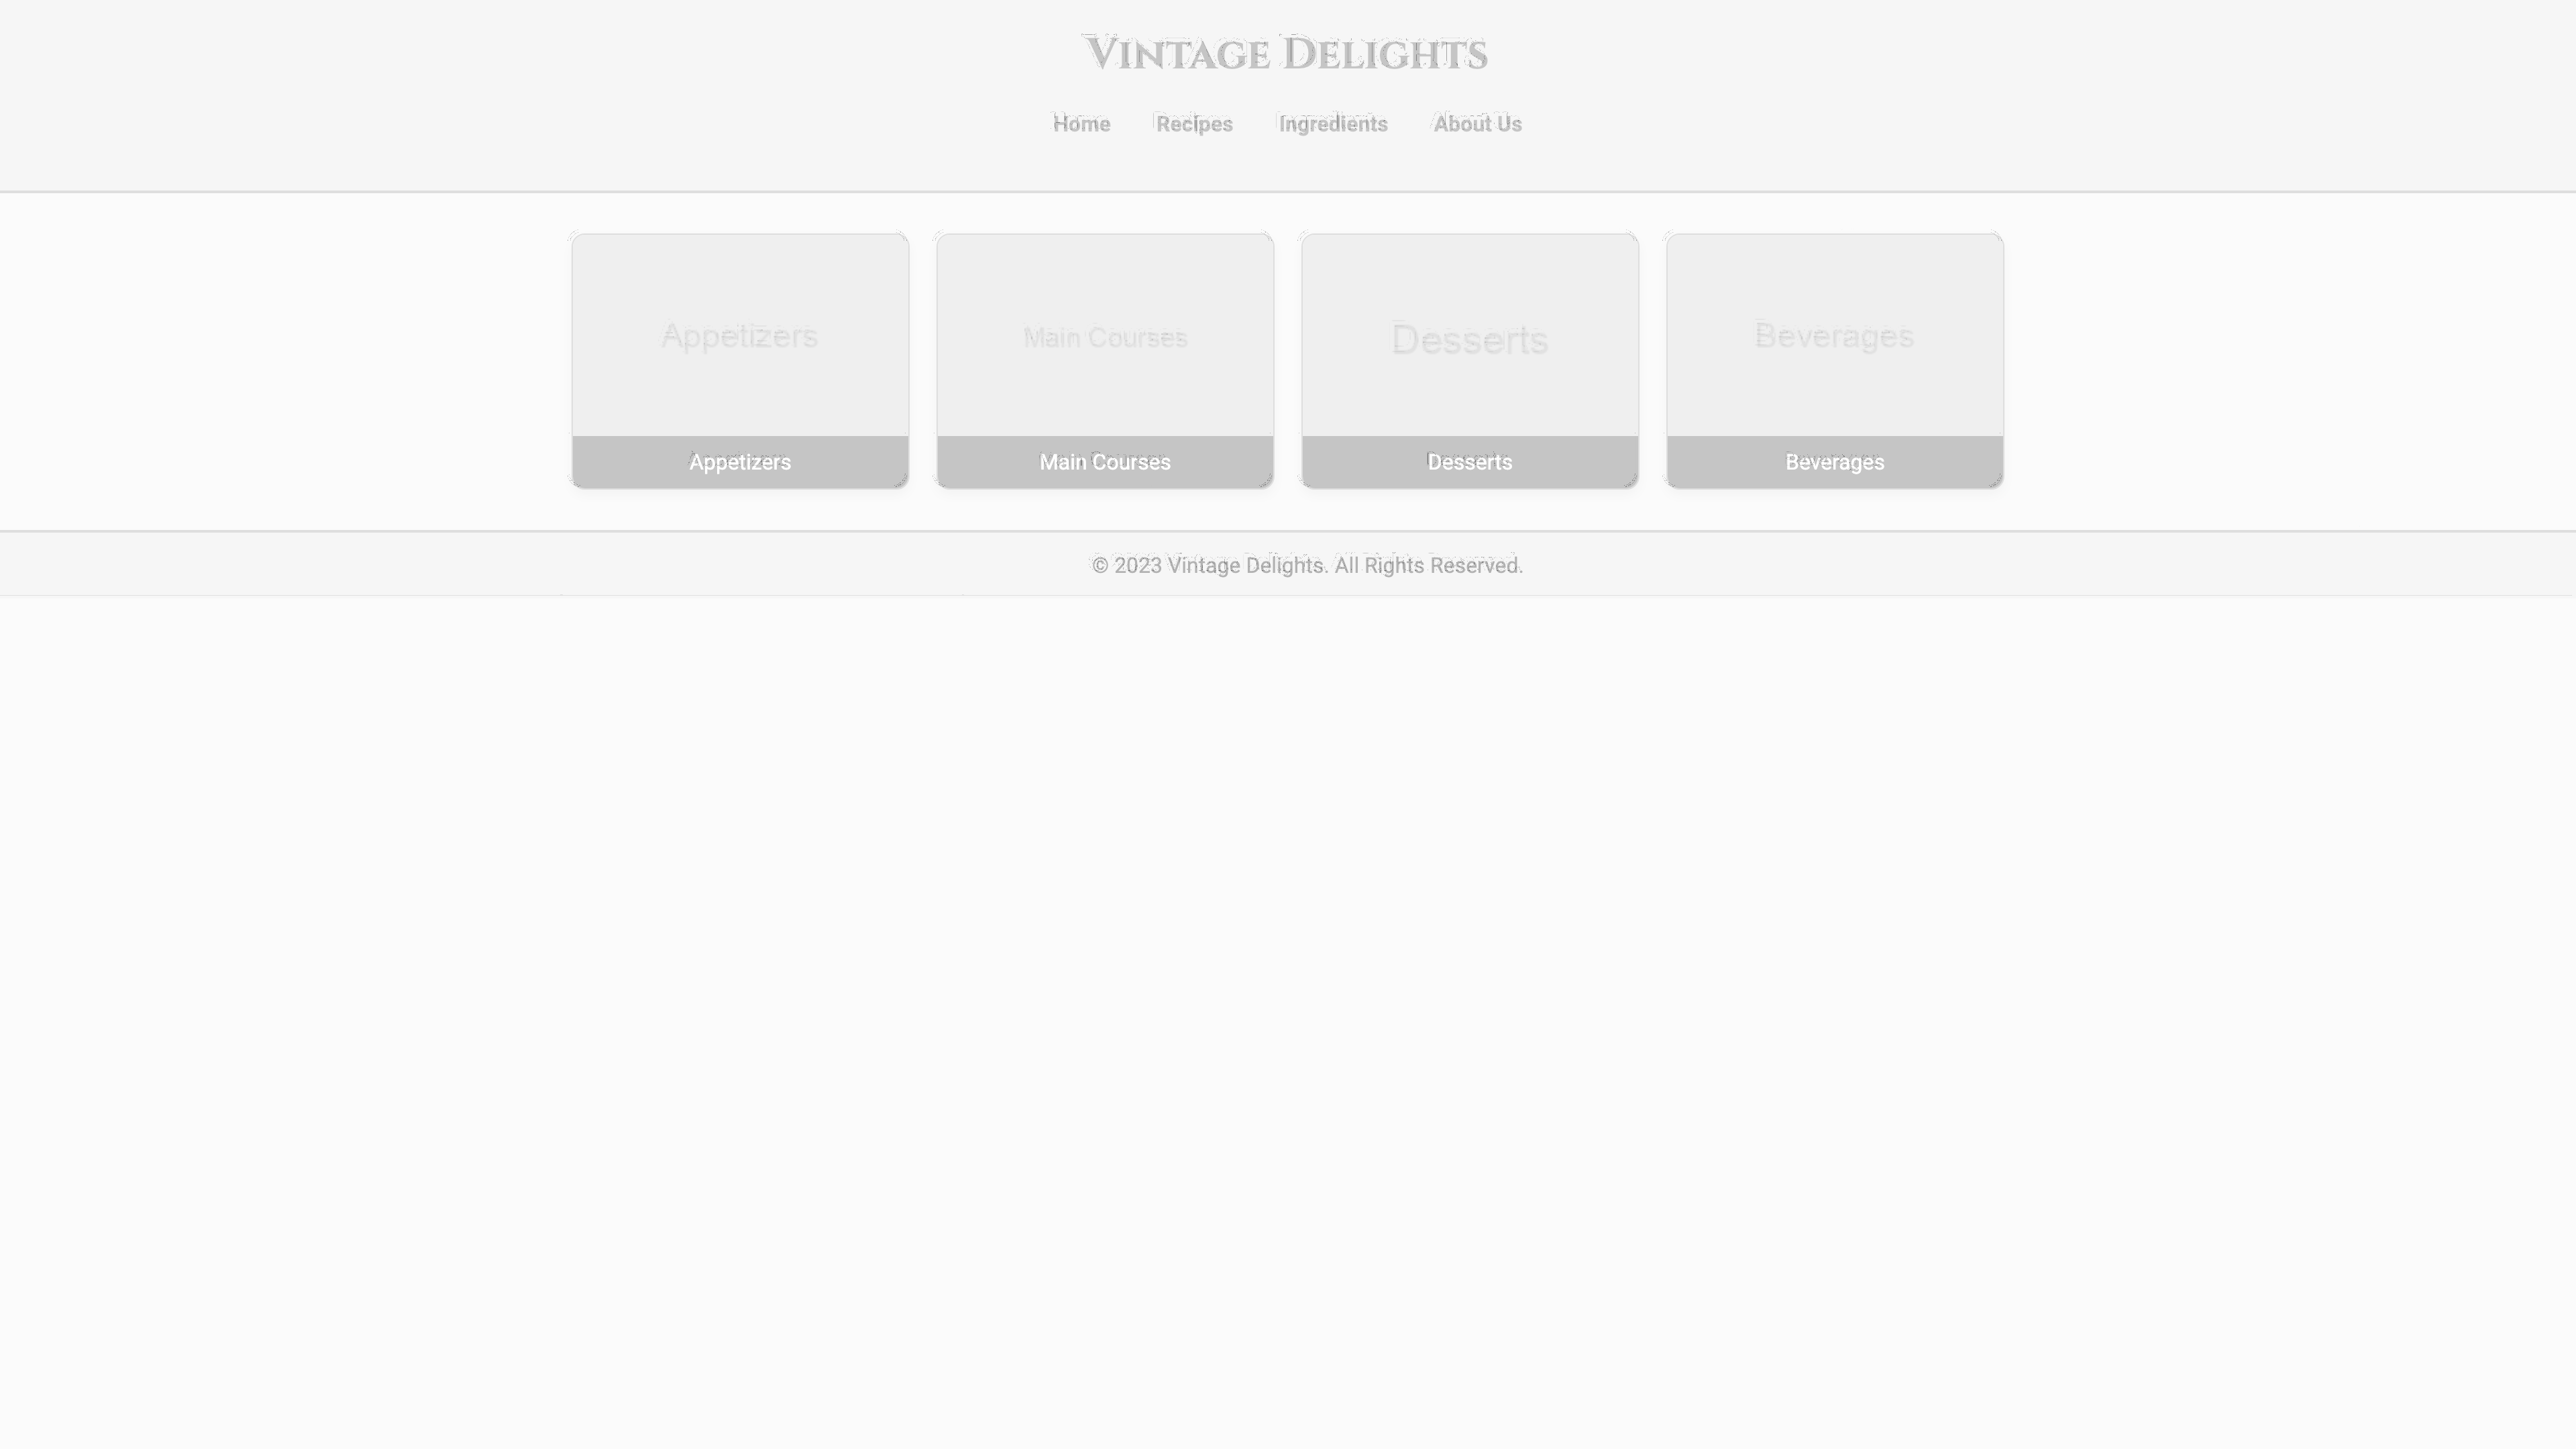 Vintage Delights
Home Recipes Ingredients About Us
Appetizers Main Courses Desserts Beverages
Appetizers Main Courses Desserts Beverages
© 2023 Vintage Delights. All Rights Reserved.